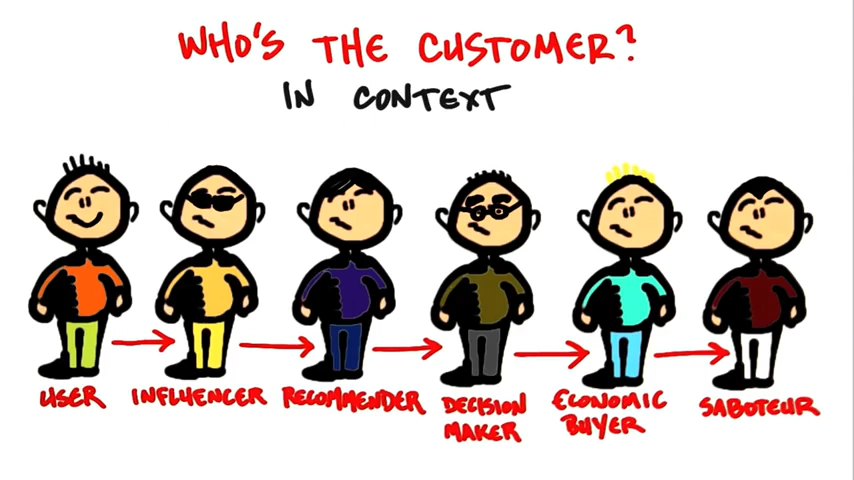 WHO'S THE CUSTOMER?
IN CONTEXT
USER
INFLUENCER
RECOMMENDER
DECISION
MAKER
ECONOMIC
BUYER
SABOTEUR